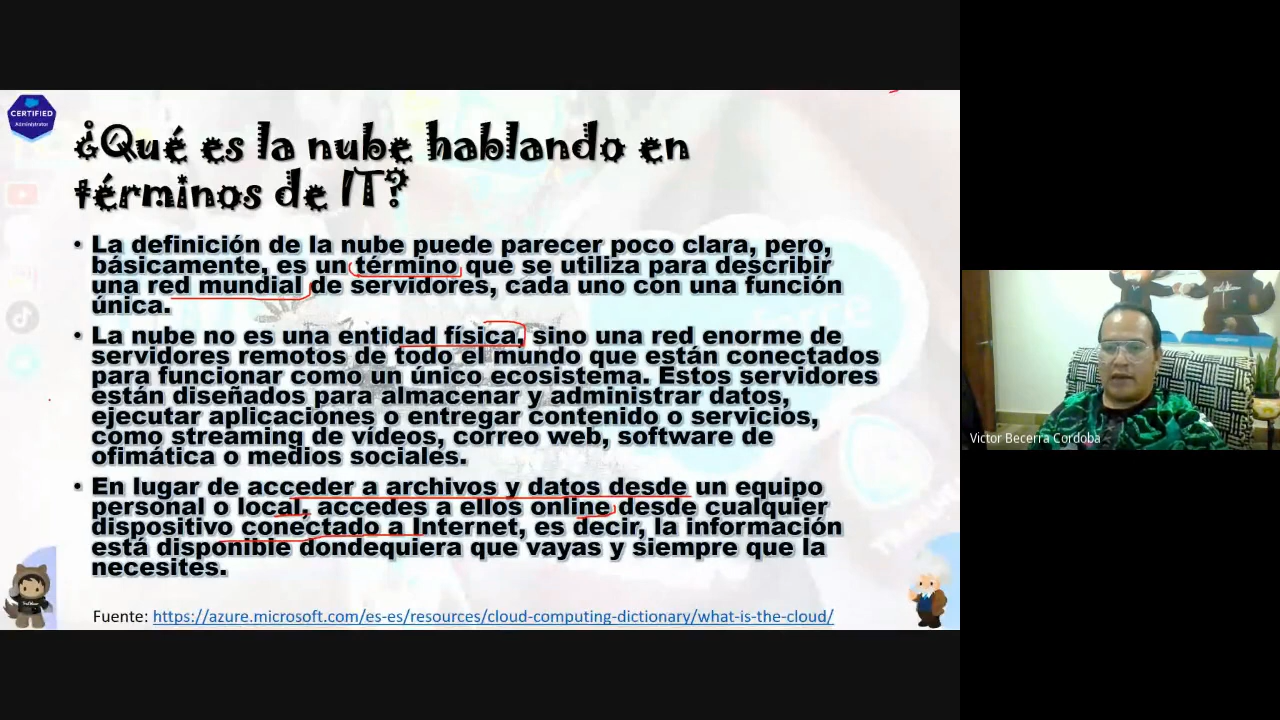 CERTIFIED
Administrator
¿Qué es la nube hablando en
términos de IT?
• La definición de la nube puede parecer poco clara, pero,
básicamente, es un término que se utiliza para describir
una red mundial de servidores, cada uno con una función
única.
• La nube no es una entidad física, sino una red enorme de
servidores remotos de todo el mundo que están conectados
para funcionar como un único ecosistema. Estos servidores
están diseñados para almacenar y administrar datos,
ejecutar aplicaciones o entregar contenido o servicios,
como streaming de vídeos, correo web, software de
ofimática o medios sociales.
• En lugar de acceder a archivos y datos desde un equipo
personal o local, accedes a ellos online desde cualquier
dispositivo conectado a Internet, es decir, la información
está disponible dondequiera que vayas y siempre que la
necesites.
Fuente: https://azure.microsoft.com/es-es/resources/cloud-computing-dictionary/what-is-the-cloud/
Victor Becerra Cordoba